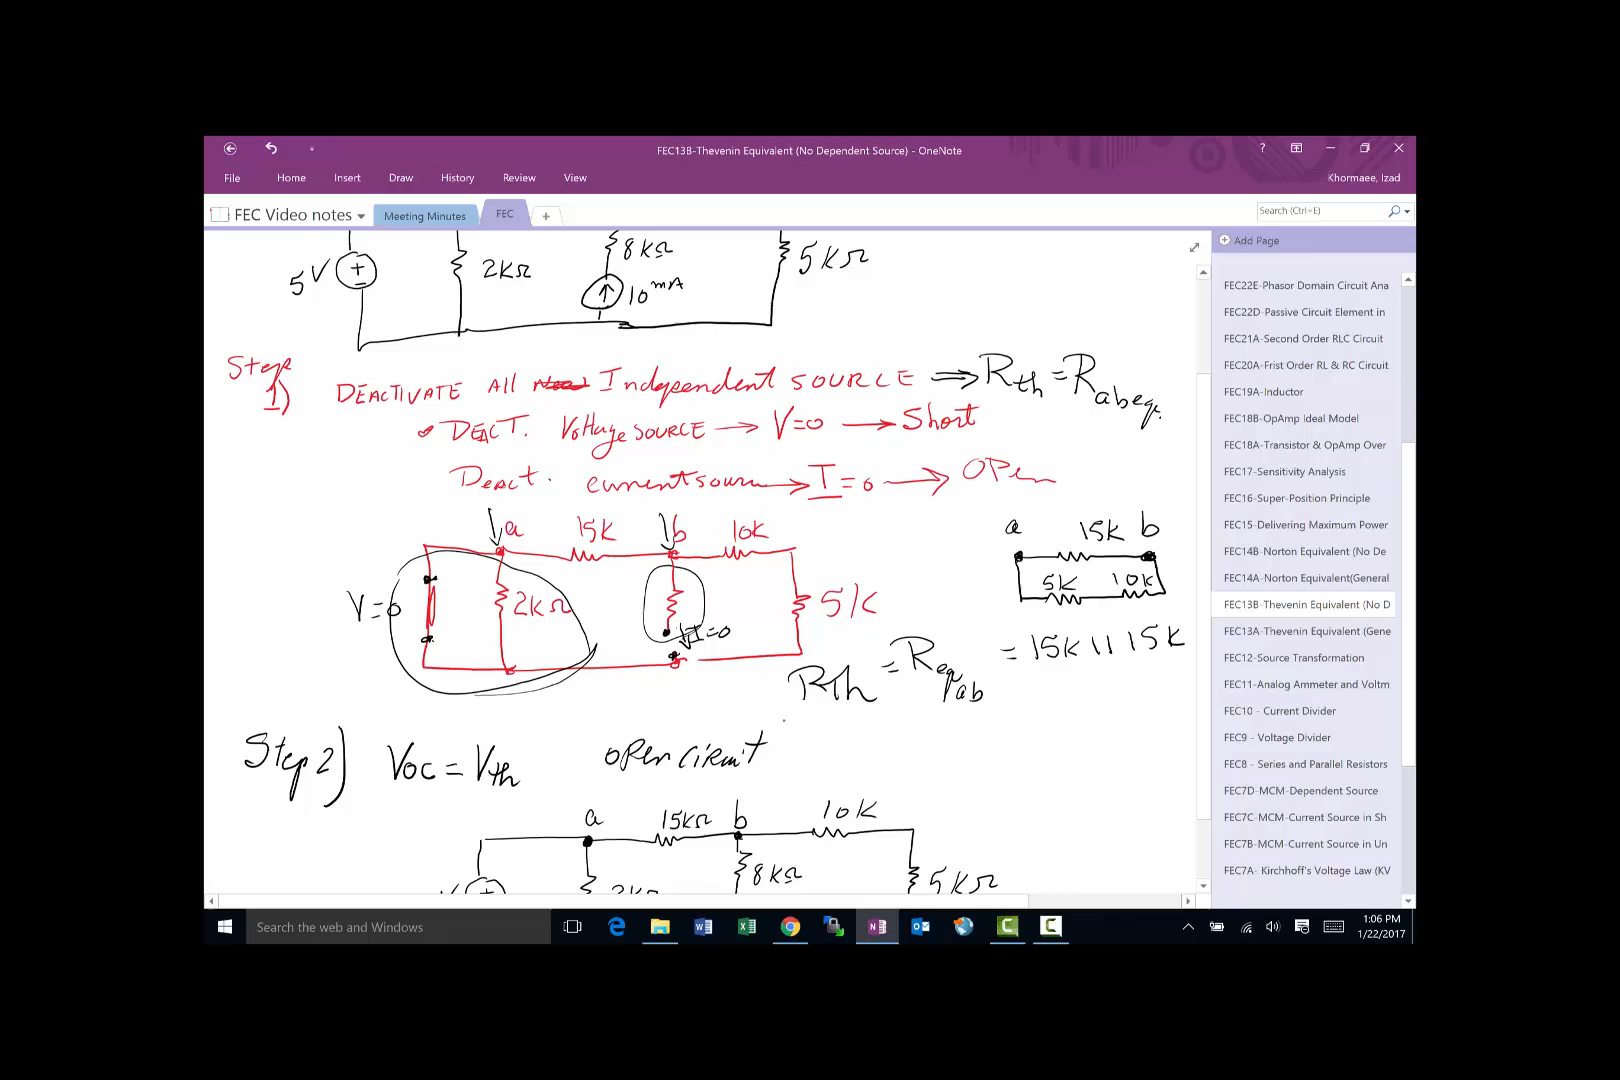 FEC13B-Thevenin Equivalent (No Dependent Source) - OneNote
?
File Home Insert Draw History Review View
Khormaee, Izad
FEC Video notes Meeting Minutes FEC +
Search (Ctrl+E)
5V + - 2KΩ 8KΩ 10mA 5KΩ
Step 1) DEACTIVATE All Independent SOURCE ⟹ Rth = Rab eq.
DEACT. Voltage SOURCE → V=0 → Short
Deact. current sourc → I=0 → OPen
a 15K b 10K
V=0 2KΩ I=0 5K
a 15K b
5K 10K
Rth = Reqab = 15K II 15K
Step 2) Voc = Vth open circuit
a 15KΩ b 10K
V + 2KΩ 8KΩ 5KΩ
Add Page
FEC22E-Phasor Domain Circuit Ana
FEC22D-Passive Circuit Element in
FEC21A-Second Order RLC Circuit
FEC20A-Frist Order RL & RC Circuit
FEC19A-Inductor
FEC18B-OpAmp Ideal Model
FEC18A-Transistor & OpAmp Over
FEC17-Sensitivity Analysis
FEC16-Super-Position Principle
FEC15-Delivering Maximum Power
FEC14B-Norton Equivalent (No De
FEC14A-Norton Equivalent(General
FEC13B-Thevenin Equivalent (No D
FEC13A-Thevenin Equivalent (Gene
FEC12-Source Transformation
FEC11-Analog Ammeter and Voltm
FEC10 - Current Divider
FEC9 - Voltage Divider
FEC8 - Series and Parallel Resistors
FEC7D-MCM-Dependent Source
FEC7C-MCM-Current Source in Sh
FEC7B-MCM-Current Source in Un
FEC7A- Kirchhoff's Voltage Law (KV
Search the web and Windows
1:06 PM
1/22/2017